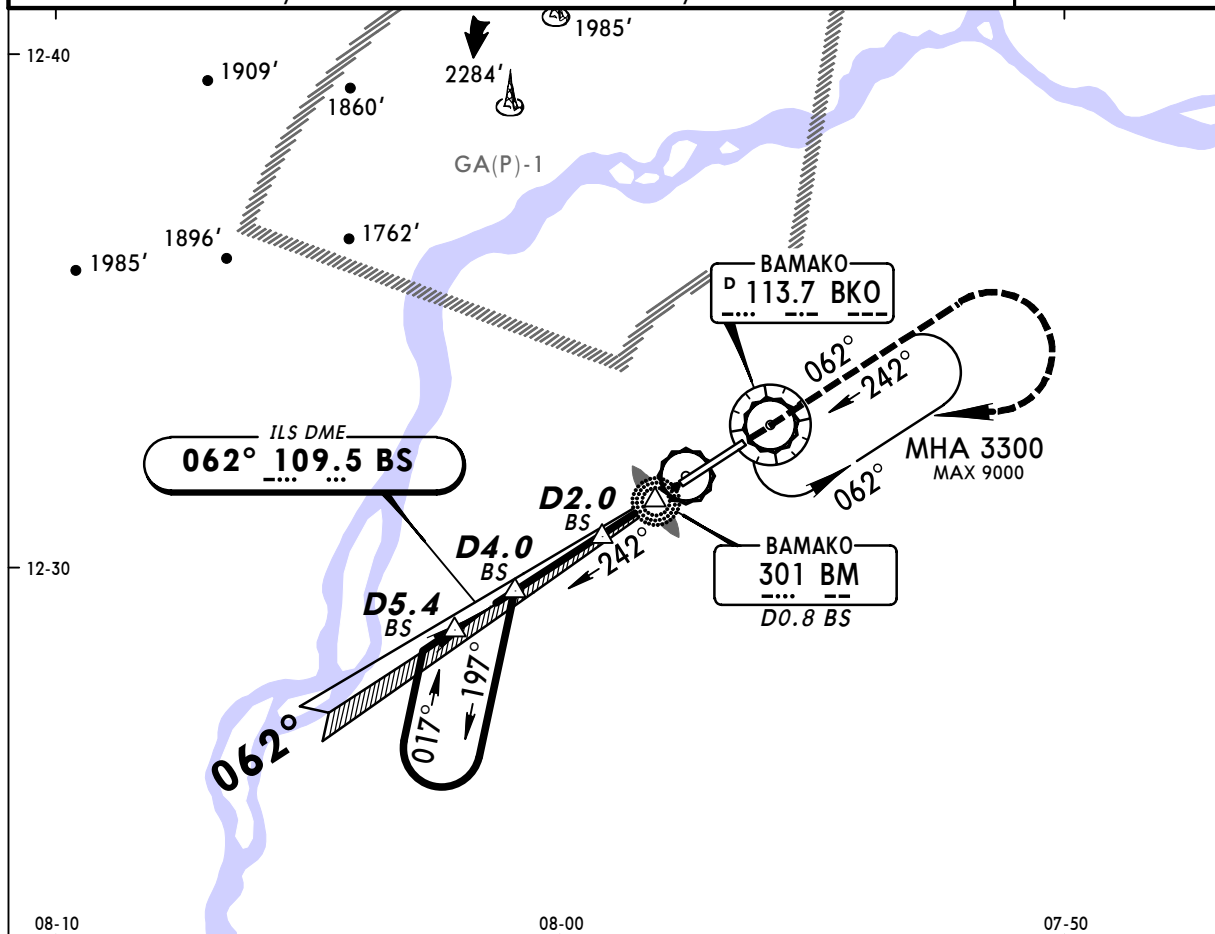 12-40
1985'
1909'
2284'
1860'
GA(P)-1
1896'
1762'
1985'
BAMAKO
D 113.7 BKO
062°
242°
MHA 3300
MAX 9000
062°
ILS DME
062° 109.5 BS
D2.0
BS
242°
D4.0
BS
12-30
BAMAKO
301 BM
D0.8 BS
D5.4
BS
017°
197°
062°
08-10
08-00
07-50